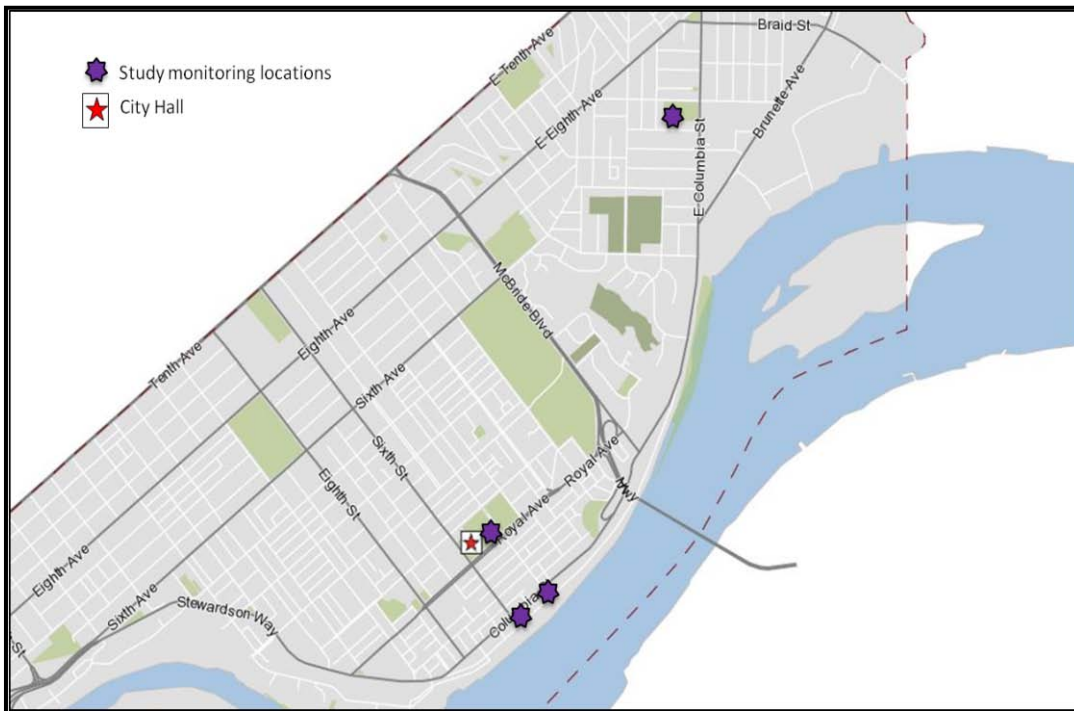 Study monitoring locations
City Hall
Braid St
E Tenth Ave
E Eighth Ave
Brunette Ave
E Columbia St
McBride Blvd
Tenth Ave
Eighth Ave
Sixth Ave
Sixth St
Eighth St
Royal Ave
Royal Ave
Hwy
Columbia
Eighth Ave
Sixth Ave
Stewardson Way
St